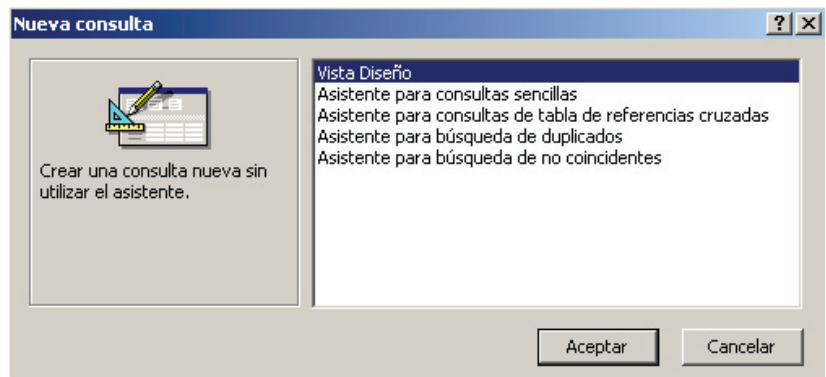 Nueva consulta
Crear una consulta nueva sin
utilizar el asistente.
Vista Diseño
Asistente para consultas sencillas
Asistente para consultas de tabla de referencias cruzadas
Asistente para búsqueda de duplicados
Asistente para búsqueda de no coincidentes
Aceptar
Cancelar